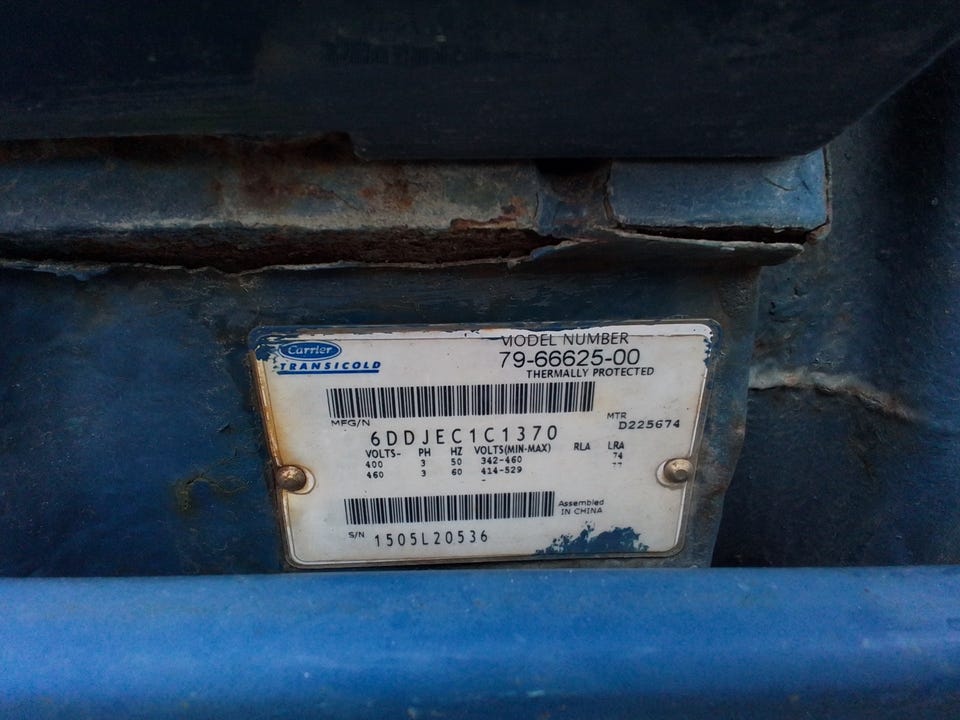 Carrier
TRANSICOLD
MODEL NUMBER
79-66625-00
THERMALLY PROTECTED
MFG/N
6DDJEC1C1370
MTR
D225674
VOLTS~ PH HZ VOLTS(MIN-MAX) RLA LRA
400 3 50 342-460 74
460 3 60 414-529 77
-
Assembled
IN CHINA
S/N 1505L20536